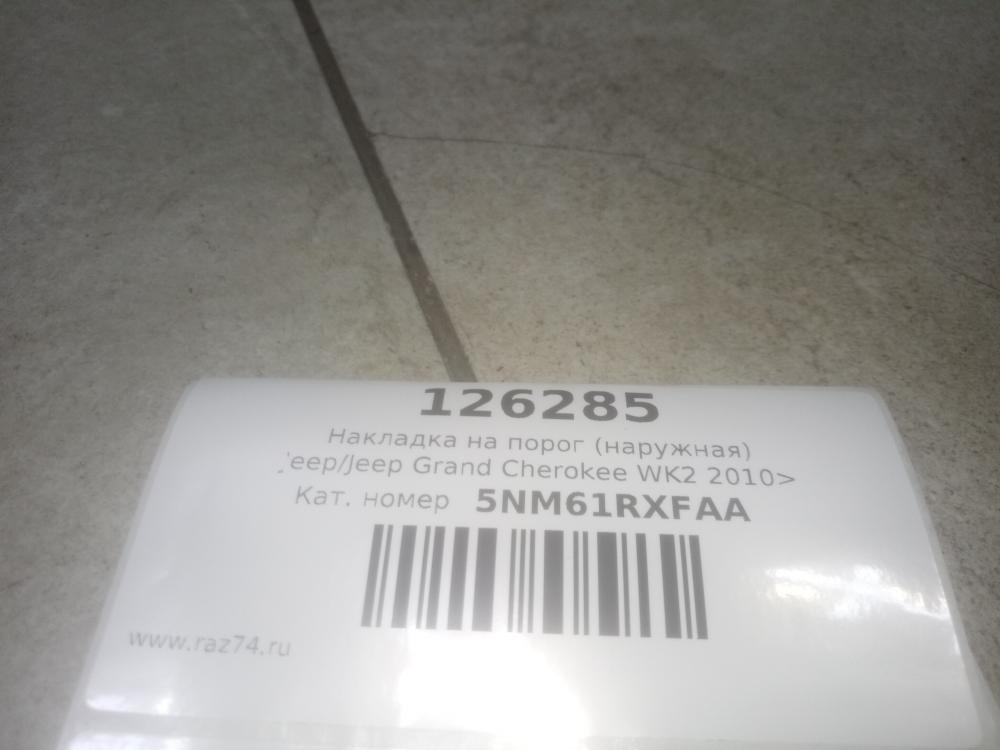 126285
Накладка на порог (наружная)
Jeep/Jeep Grand Cherokee WK2 2010>
Кат. номер 5NM61RXFAA
www.raz74.ru